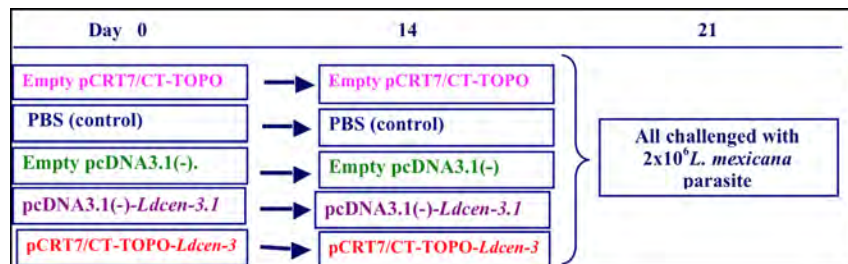 Day 0 14 21
Empty pCRT7/CT-TOPO Empty pCRT7/CT-TOPO
PBS (control) PBS (control)
Empty pcDNA3.1(-). Empty pcDNA3.1(-)
pcDNA3.1(-)-Ldcen-3.1 pcDNA3.1(-)-Ldcen-3.1
pCRT7/CT-TOPO-Ldcen-3 pCRT7/CT-TOPO-Ldcen-3
All challenged with
2x10⁶L. mexicana
parasite